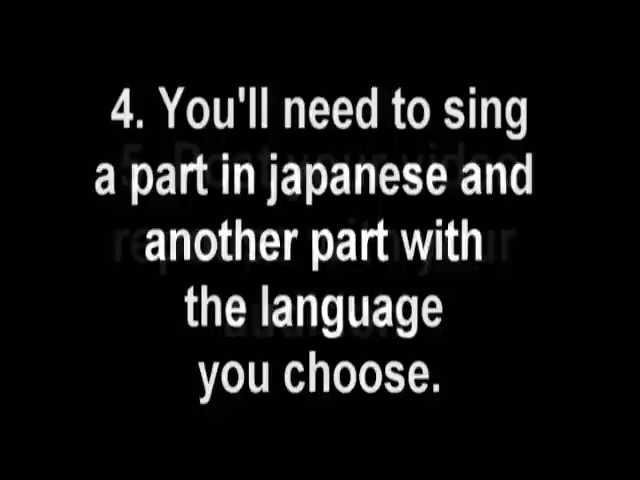 4. You'll need to sing
a part in japanese and
another part with
the language
you choose.